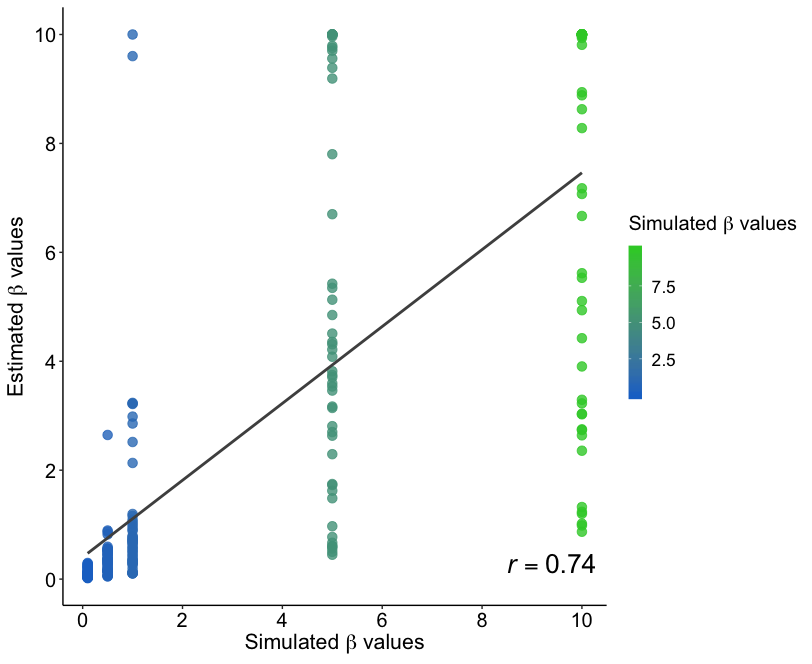 10
8
6
4
2
0
Estimated β values
0 2 4 6 8 10
Simulated β values
r = 0.74
Simulated β values
7.5
5.0
2.5